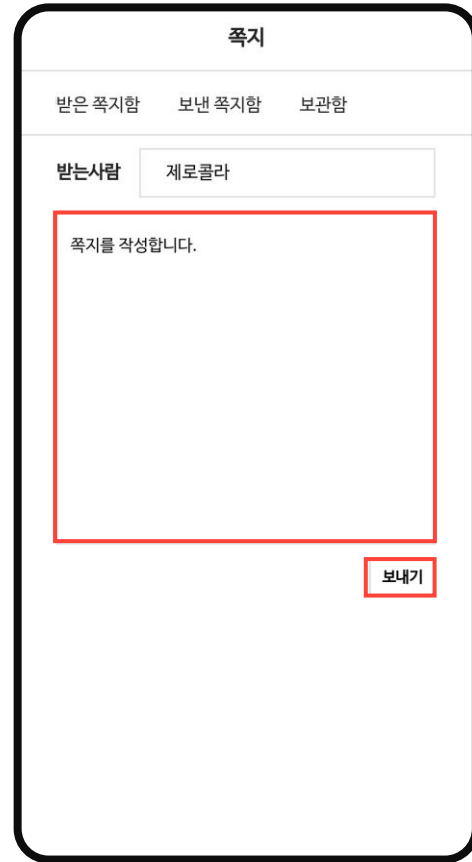 쪽지
받은 쪽지함 보낸 쪽지함 보관함
받는사람 제로콜라
쪽지를 작성합니다.
보내기